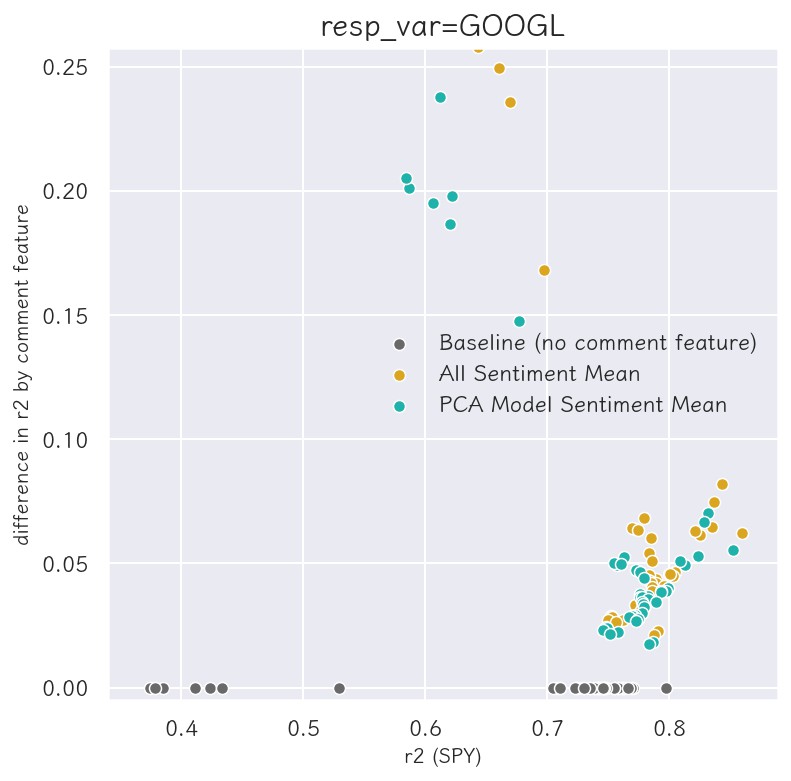 resp_var=GOOGL
difference in r2 by comment feature
0.25
0.20
0.15
0.10
0.05
0.00
Baseline (no comment feature)
All Sentiment Mean
PCA Model Sentiment Mean
0.4 0.5 0.6 0.7 0.8
r2 (SPY)